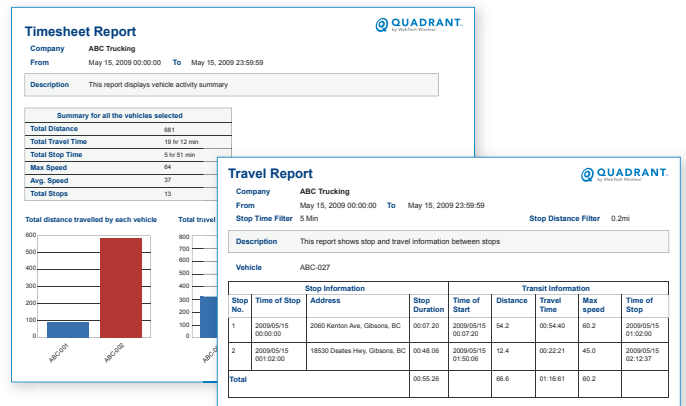 Timesheet Report
QUADRANT
by WebTech Wireless
Company ABC Trucking
From May 15, 2009 00:00:00 To May 15, 2009 23:59:59
Description This report displays vehicle activity summary
Summary for all the vehicles selected
Total Distance 681
Total Travel Time 19 hr 12 min
Total Stop Time 5 hr 51 min
Max Speed 64
Avg. Speed 37
Total Stops 13
Total distance travelled by each vehicle
600
500
400
300
200
100
0
ABC-001
ABC-002
Total travel
800
700
600
500
400
300
200
100
0
Travel Report
QUADRANT
by WebTech Wireless
Company ABC Trucking
From May 15, 2009 00:00:00 To May 15, 2009 23:59:59
Stop Time Filter 5 Min Stop Distance Filter 0.2mi
Description This report shows stop and travel information between stops
Vehicle ABC-027
Stop Information Transit Information
Stop Time of Stop Address Stop Time of Distance Travel Max Time of
No. Duration Start Time speed Stop
1 2009/05/15 2060 Kenton Ave, Gibsons, BC 00:07.20 2009/05/15 54.2 00:54:40 60.2 2009/05/15
00:00:00 00:07:20 01:02:00
2 2009/05/15 18530 Deates Hwy, Gibsons, BC 00:48.06 2009/05/15 12.4 00:22:21 45.0 2009/05/15
001:02:00 01:50:06 02:12:37
Total 00:55.26 66.6 01:16:61 60.2